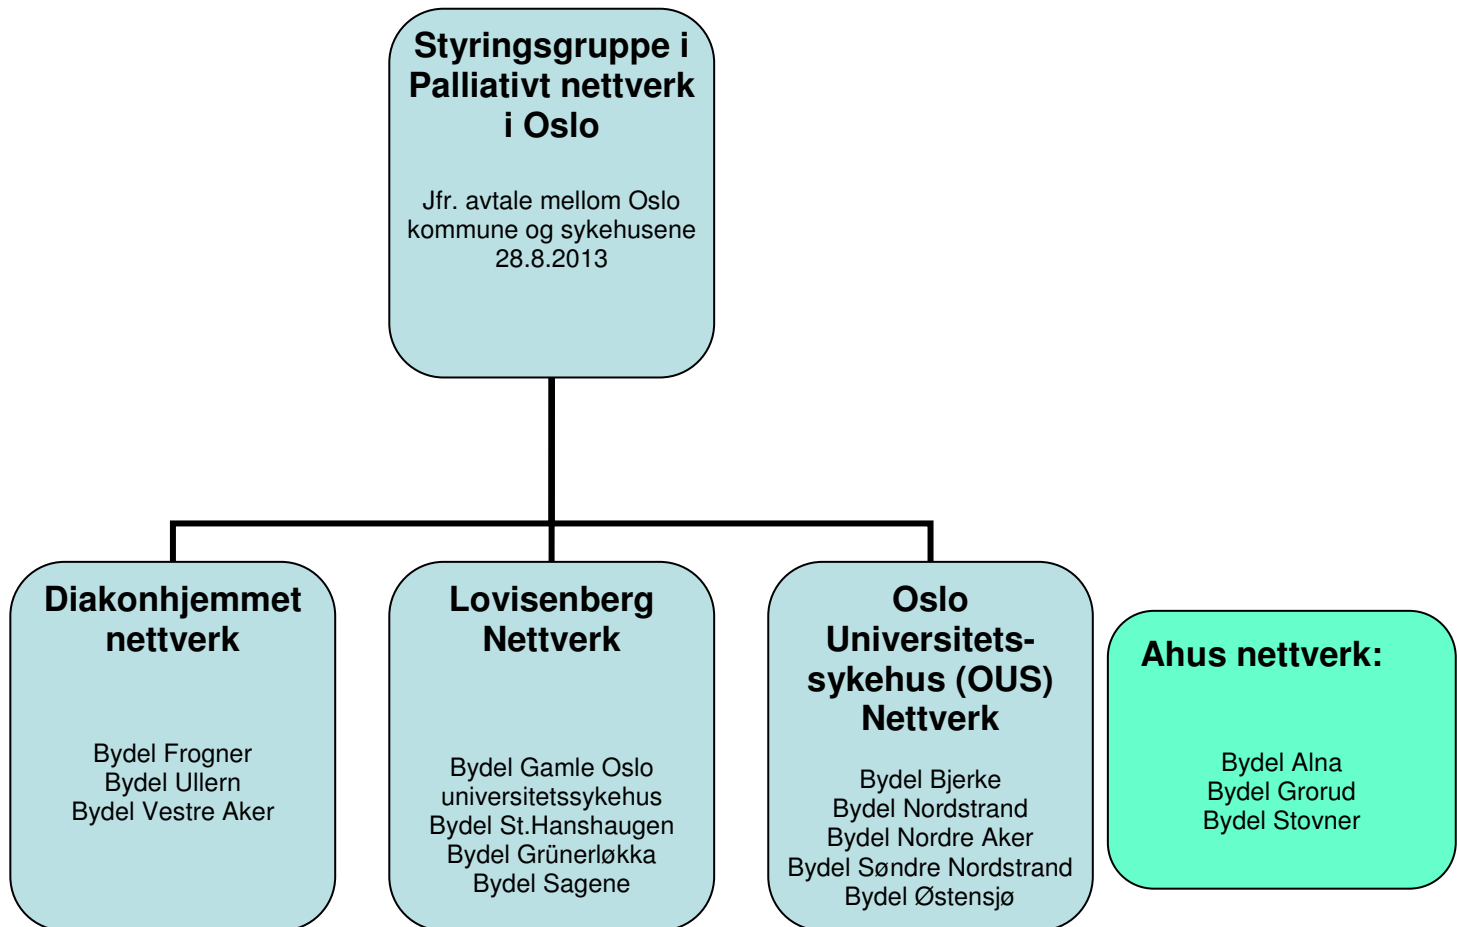 Styringsgruppe i
Palliativt nettverk
i Oslo
Jfr. avtale mellom Oslo
kommune og sykehusene
28.8.2013
Diakonhjemmet
nettverk
Bydel Frogner
Bydel Ullern
Bydel Vestre Aker
Lovisenberg
Nettverk
Bydel Gamle Oslo
universitetssykehus
Bydel St.Hanshaugen
Bydel Grünerløkka
Bydel Sagene
Oslo
Universitets-
sykehus (OUS)
Nettverk
Bydel Bjerke
Bydel Nordstrand
Bydel Nordre Aker
Bydel Søndre Nordstrand
Bydel Østensjø
Ahus nettverk:
Bydel Alna
Bydel Grorud
Bydel Stovner